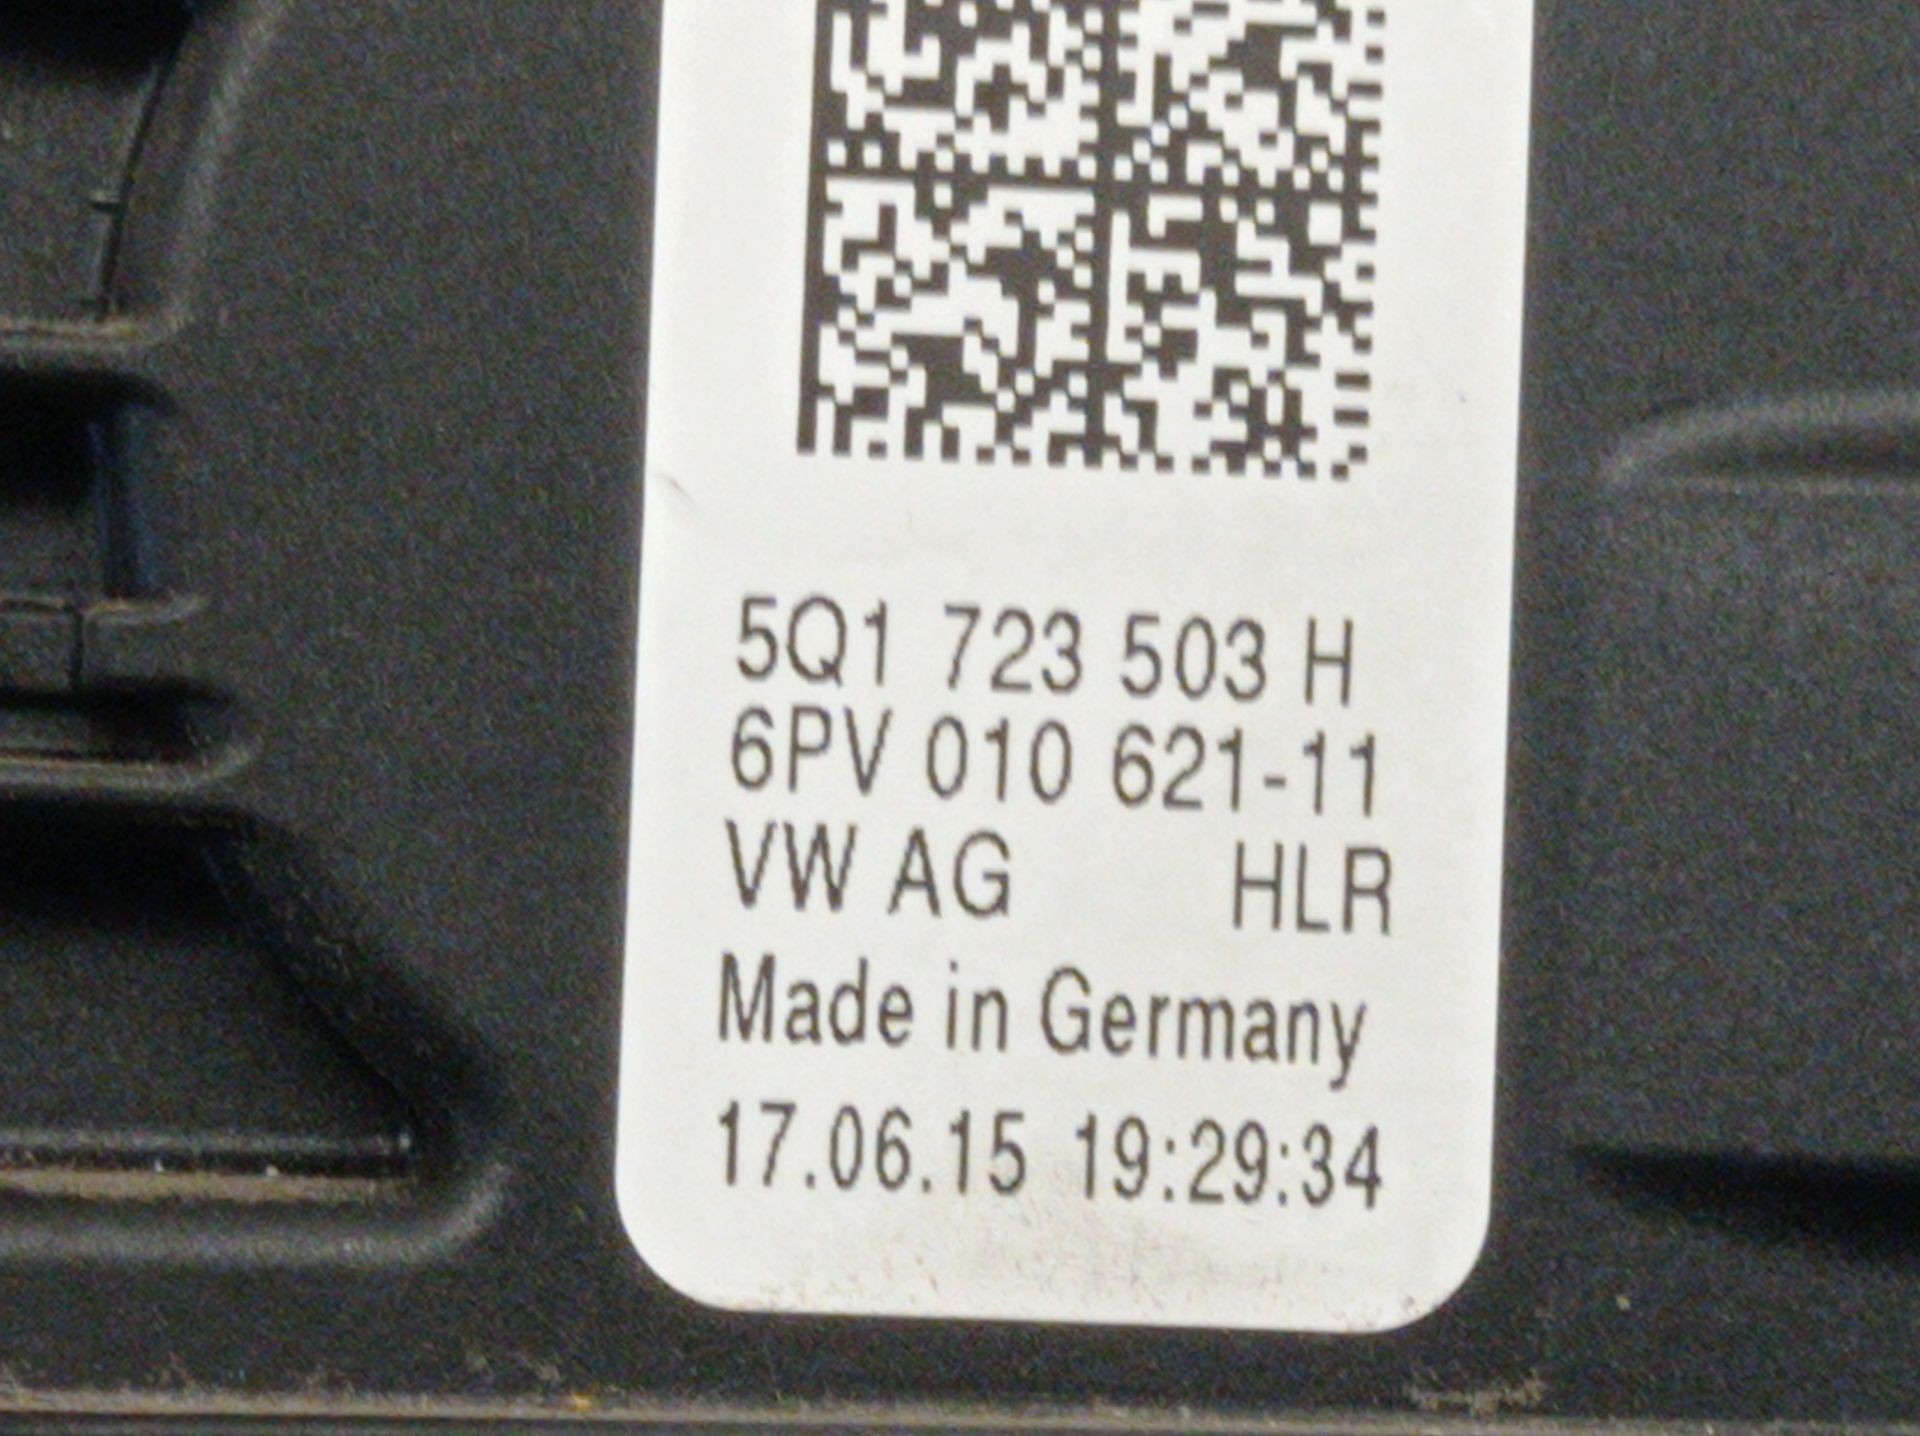 5Q1 723 503 H
6PV 010 621-11
VW AG HLR
Made in Germany
17.06.15 19:29:34